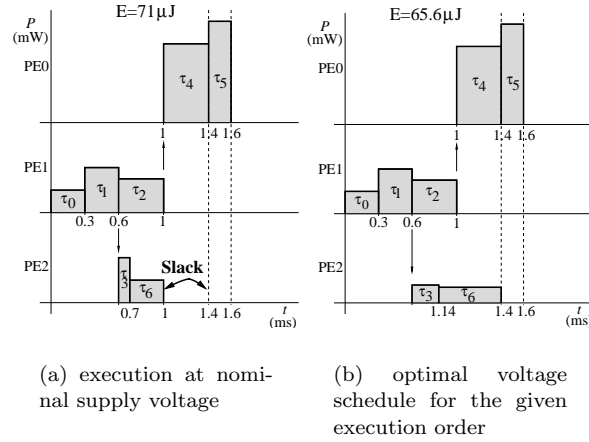 E=71μJ
P
(mW)
PE0
τ4
τ5
1
1.4
1.6
PE1
τ0
τ1
τ2
0.3
0.6
1
PE2
τ3
τ6
Slack
0.7
1
1.4
1.6
t
(ms)
(a) execution at nomi-
nal supply voltage
E=65.6μJ
P
(mW)
PE0
τ4
τ5
1
1.4
1.6
PE1
τ0
τ1
τ2
0.3
0.6
1
PE2
τ3
τ6
1.14
1.4
1.6
t
(ms)
(b) optimal voltage
schedule for the given
execution order